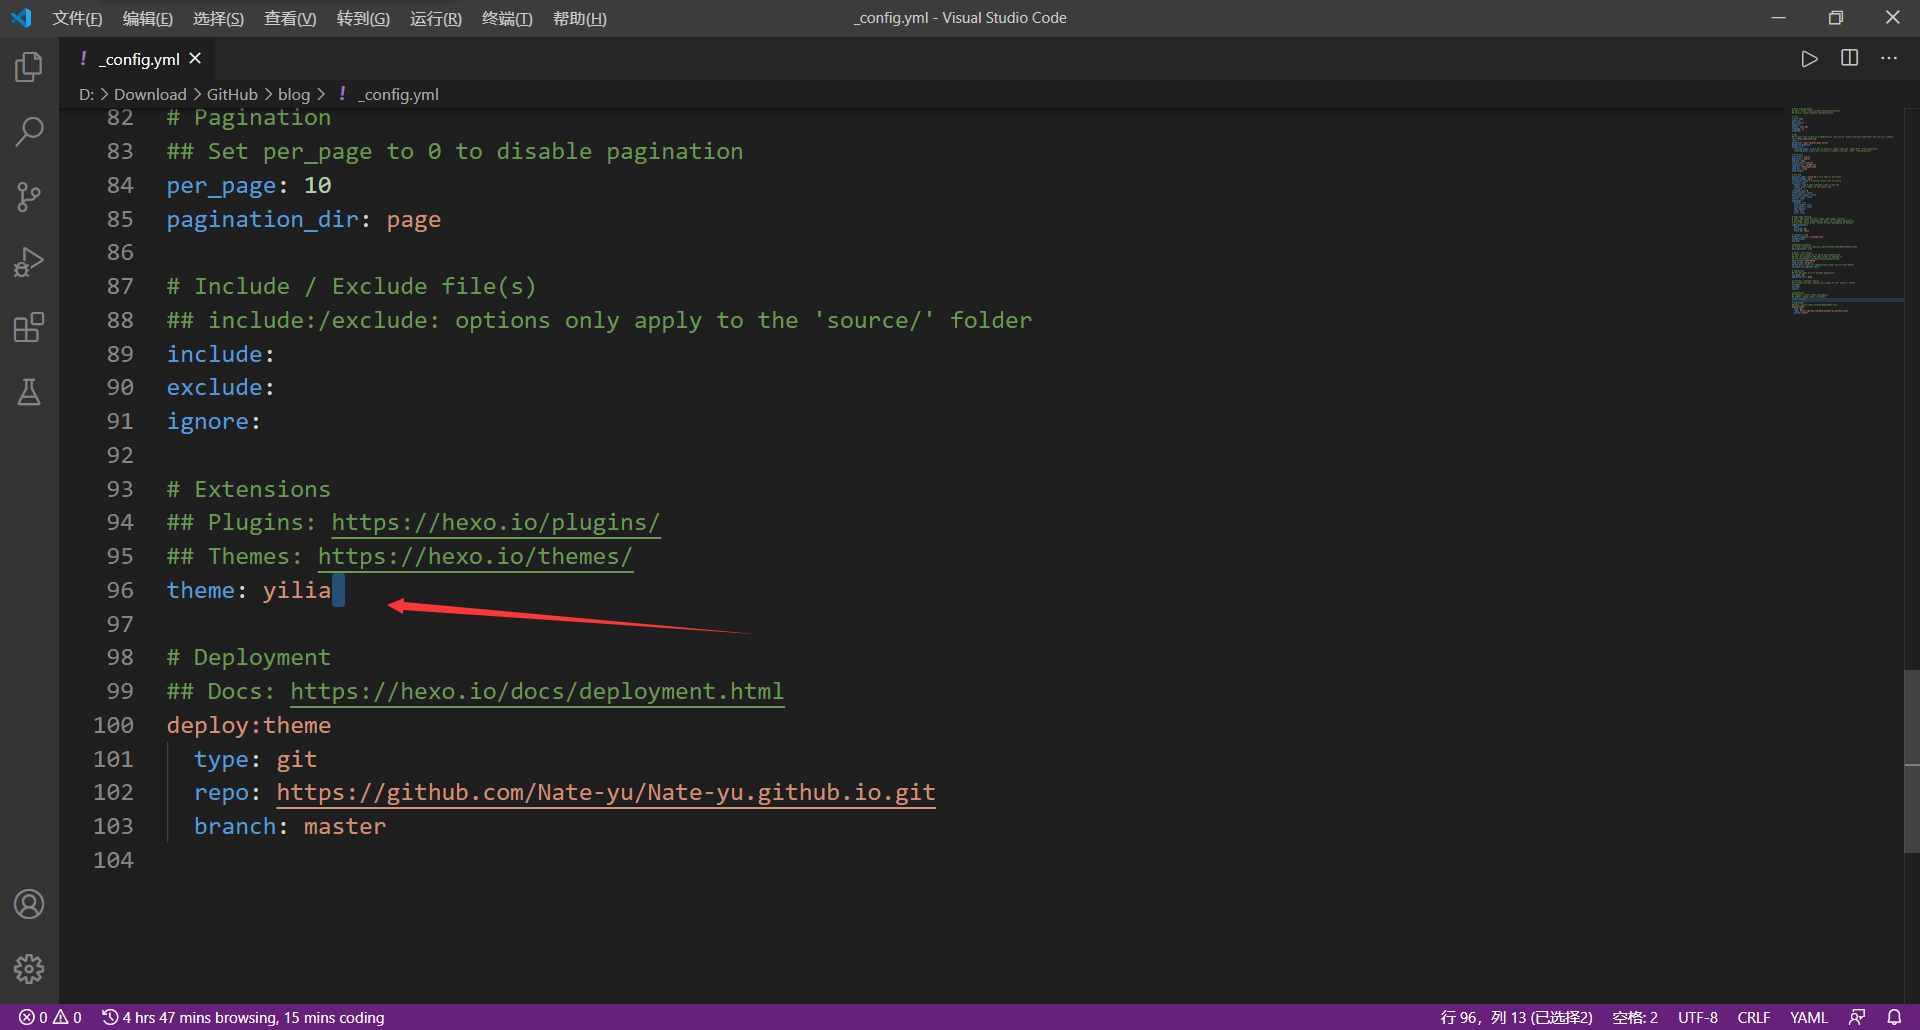 文件(F) 编辑(E) 选择(S) 查看(V) 转到(G) 运行(R) 终端(T) 帮助(H) _config.yml - Visual Studio Code
! _config.yml
D: > Download > GitHub > blog > ! _config.yml
82 # Pagination
83 ## Set per_page to 0 to disable pagination
84 per_page: 10
85 pagination_dir: page
86
87 # Include / Exclude file(s)
88 ## include:/exclude: options only apply to the 'source/' folder
89 include:
90 exclude:
91 ignore:
92
93 # Extensions
94 ## Plugins: https://hexo.io/plugins/
95 ## Themes: https://hexo.io/themes/
96 theme: yilia
97
98 # Deployment
99 ## Docs: https://hexo.io/docs/deployment.html
100 deploy:theme
101 type: git
102 repo: https://github.com/Nate-yu/Nate-yu.github.io.git
103 branch: master
104
0 0 4 hrs 47 mins browsing, 15 mins coding 行 96，列 13 (已选择2) 空格: 2 UTF-8 CRLF YAML